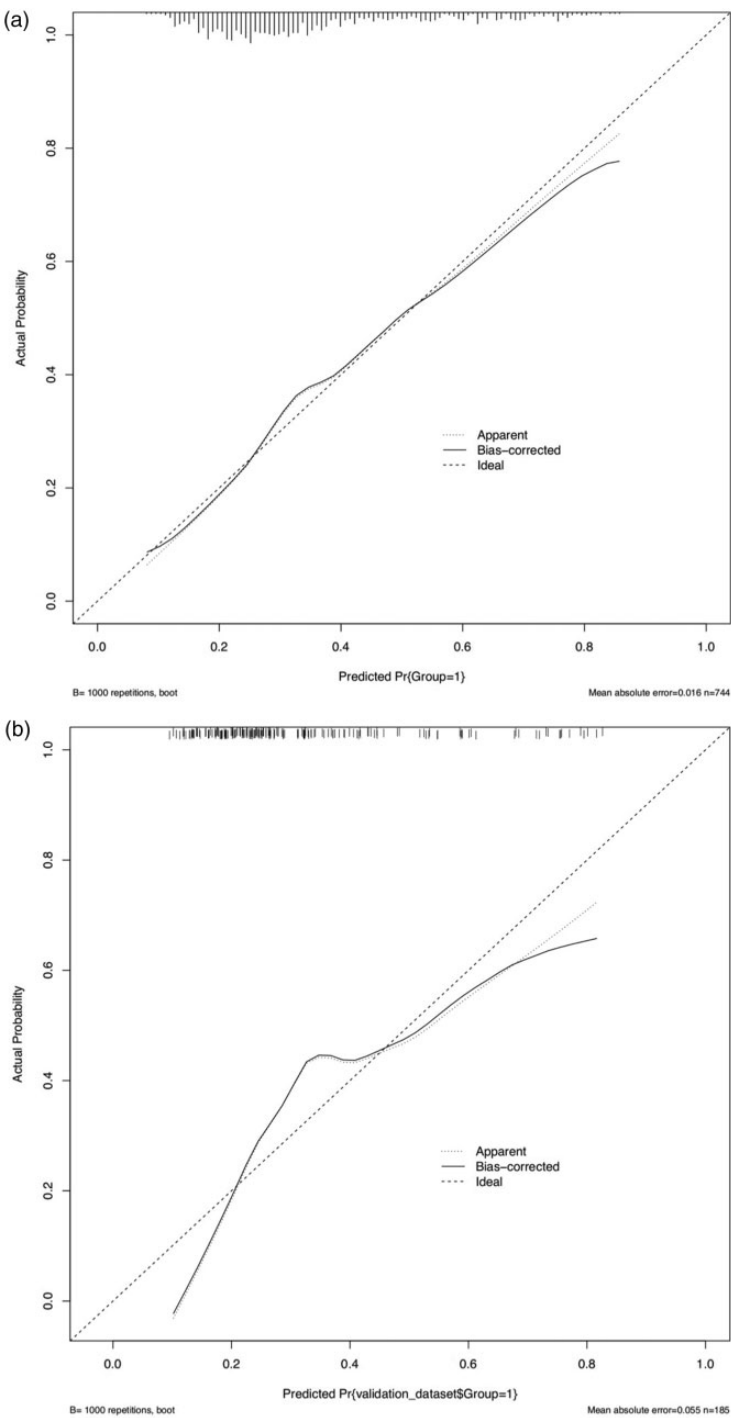 (a)
1.0
0.8
0.6
0.4
0.2
0.0
Actual Probability
Apparent
Bias-corrected
Ideal
0.0 0.2 0.4 0.6 0.8 1.0
Predicted Pr{Group=1}
B= 1000 repetitions, boot
Mean absolute error=0.016 n=744
(b)
1.0
0.8
0.6
0.4
0.2
0.0
Actual Probability
Apparent
Bias-corrected
Ideal
0.0 0.2 0.4 0.6 0.8 1.0
Predicted Pr{validation_dataset$Group=1}
B= 1000 repetitions, boot
Mean absolute error=0.055 n=185